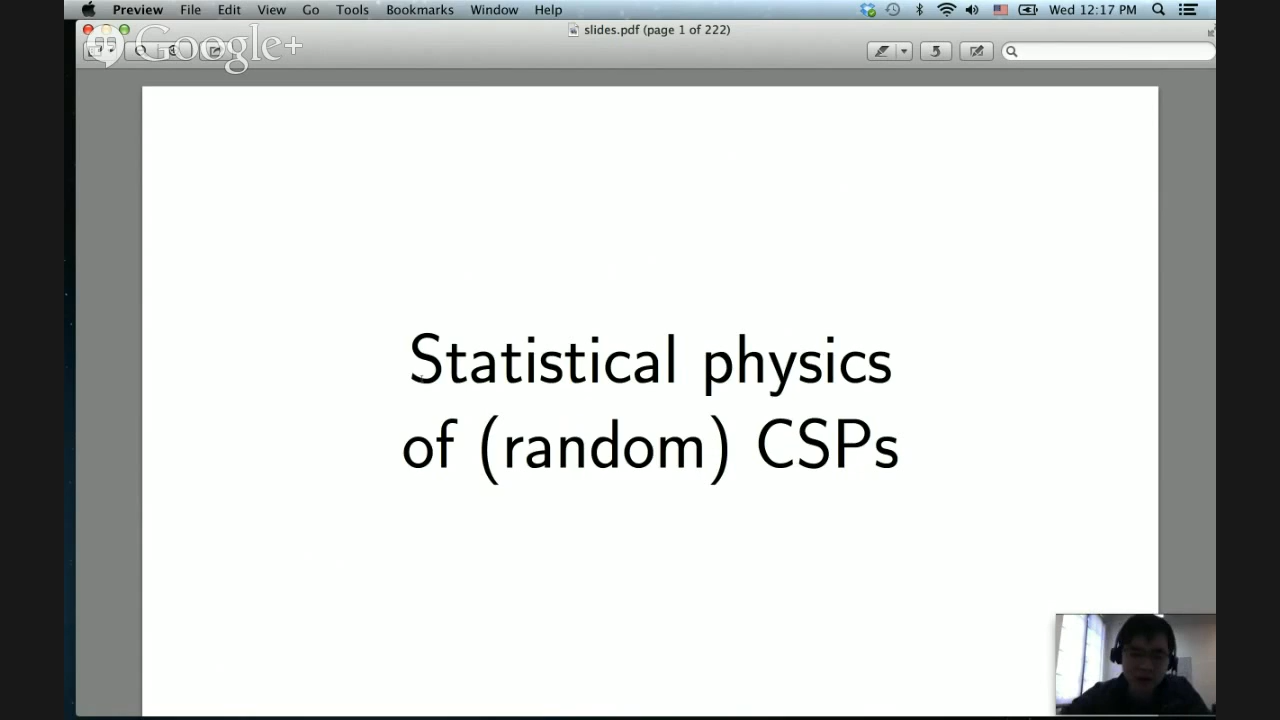 Preview File Edit View Go Tools Bookmarks Window Help Wed 12:17 PM
slides.pdf (page 1 of 222)
Google+
Statistical physics
of (random) CSPs